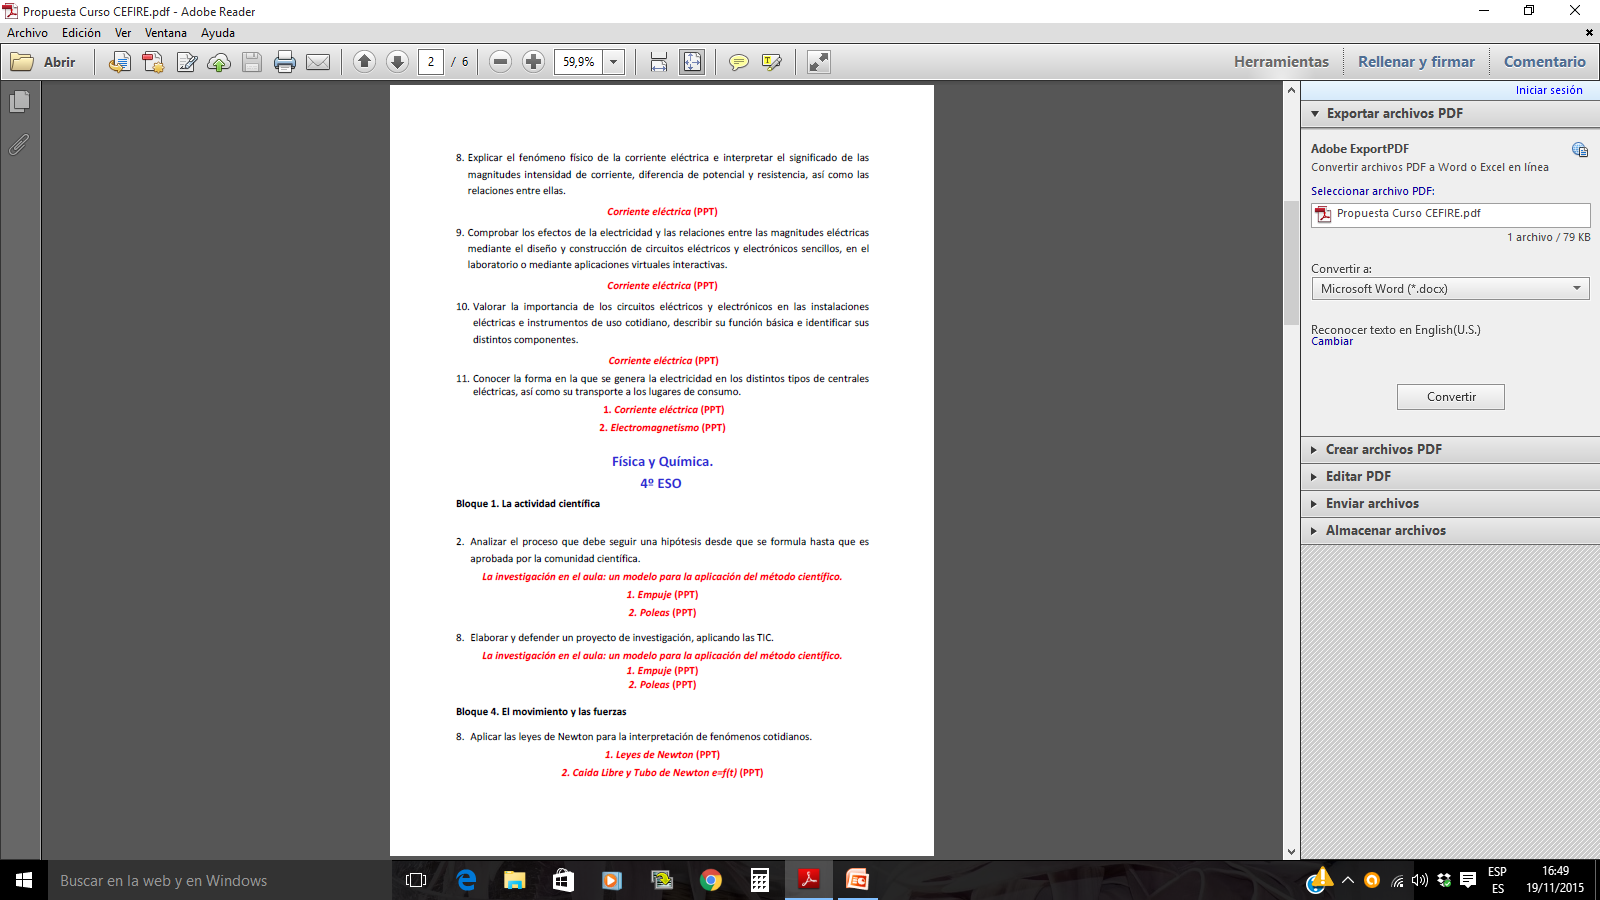 Propuesta Curso CEFIRE.pdf - Adobe Reader
Archivo Edición Ver Ventana Ayuda
Abrir 2 / 6 59,9% Herramientas Rellenar y firmar Comentario
Iniciar sesión
Exportar archivos PDF
Adobe ExportPDF
Convertir archivos PDF a Word o Excel en línea
Seleccionar archivo PDF:
Propuesta Curso CEFIRE.pdf
1 archivo / 79 KB
Convertir a:
Microsoft Word (*.docx)
Reconocer texto en English(U.S.)
Cambiar
Convertir
Crear archivos PDF
Editar PDF
Enviar archivos
Almacenar archivos
8. Explicar el fenómeno físico de la corriente eléctrica e interpretar el significado de las
magnitudes intensidad de corriente, diferencia de potencial y resistencia, así como las
relaciones entre ellas.
Corriente eléctrica (PPT)
9. Comprobar los efectos de la electricidad y las relaciones entre las magnitudes eléctricas
mediante el diseño y construcción de circuitos eléctricos y electrónicos sencillos, en el
laboratorio o mediante aplicaciones virtuales interactivas.
Corriente eléctrica (PPT)
10. Valorar la importancia de los circuitos eléctricos y electrónicos en las instalaciones
eléctricas e instrumentos de uso cotidiano, describir su función básica e identificar sus
distintos componentes.
Corriente eléctrica (PPT)
11. Conocer la forma en la que se genera la electricidad en los distintos tipos de centrales
eléctricas, así como su transporte a los lugares de consumo.
1. Corriente eléctrica (PPT)
2. Electromagnetismo (PPT)
Física y Química.
4º ESO
Bloque 1. La actividad científica
2. Analizar el proceso que debe seguir una hipótesis desde que se formula hasta que es
aprobada por la comunidad científica.
La investigación en el aula: un modelo para la aplicación del método científico.
1. Empuje (PPT)
2. Poleas (PPT)
8. Elaborar y defender un proyecto de investigación, aplicando las TIC.
La investigación en el aula: un modelo para la aplicación del método científico.
1. Empuje (PPT)
2. Poleas (PPT)
Bloque 4. El movimiento y las fuerzas
8. Aplicar las leyes de Newton para la interpretación de fenómenos cotidianos.
1. Leyes de Newton (PPT)
2. Caida Libre y Tubo de Newton e=f(t) (PPT)
Buscar en la web y en Windows
ESP
ES
16:49
19/11/2015